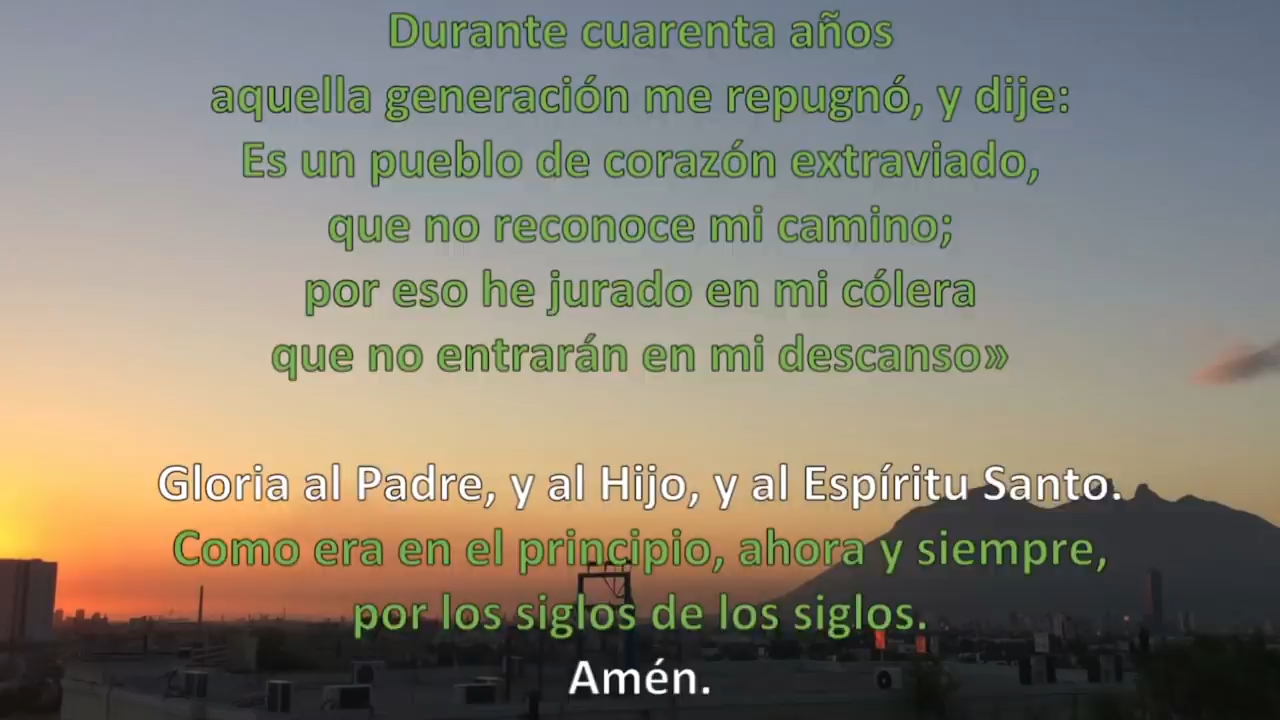 Durante cuarenta años
aquella generación me repugnó, y dije:
Es un pueblo de corazón extraviado,
que no reconoce mi camino;
por eso he jurado en mi cólera
que no entrarán en mi descanso»
Gloria al Padre, y al Hijo, y al Espíritu Santo.
Como era en el principio, ahora y siempre,
por los siglos de los siglos.
Amén.